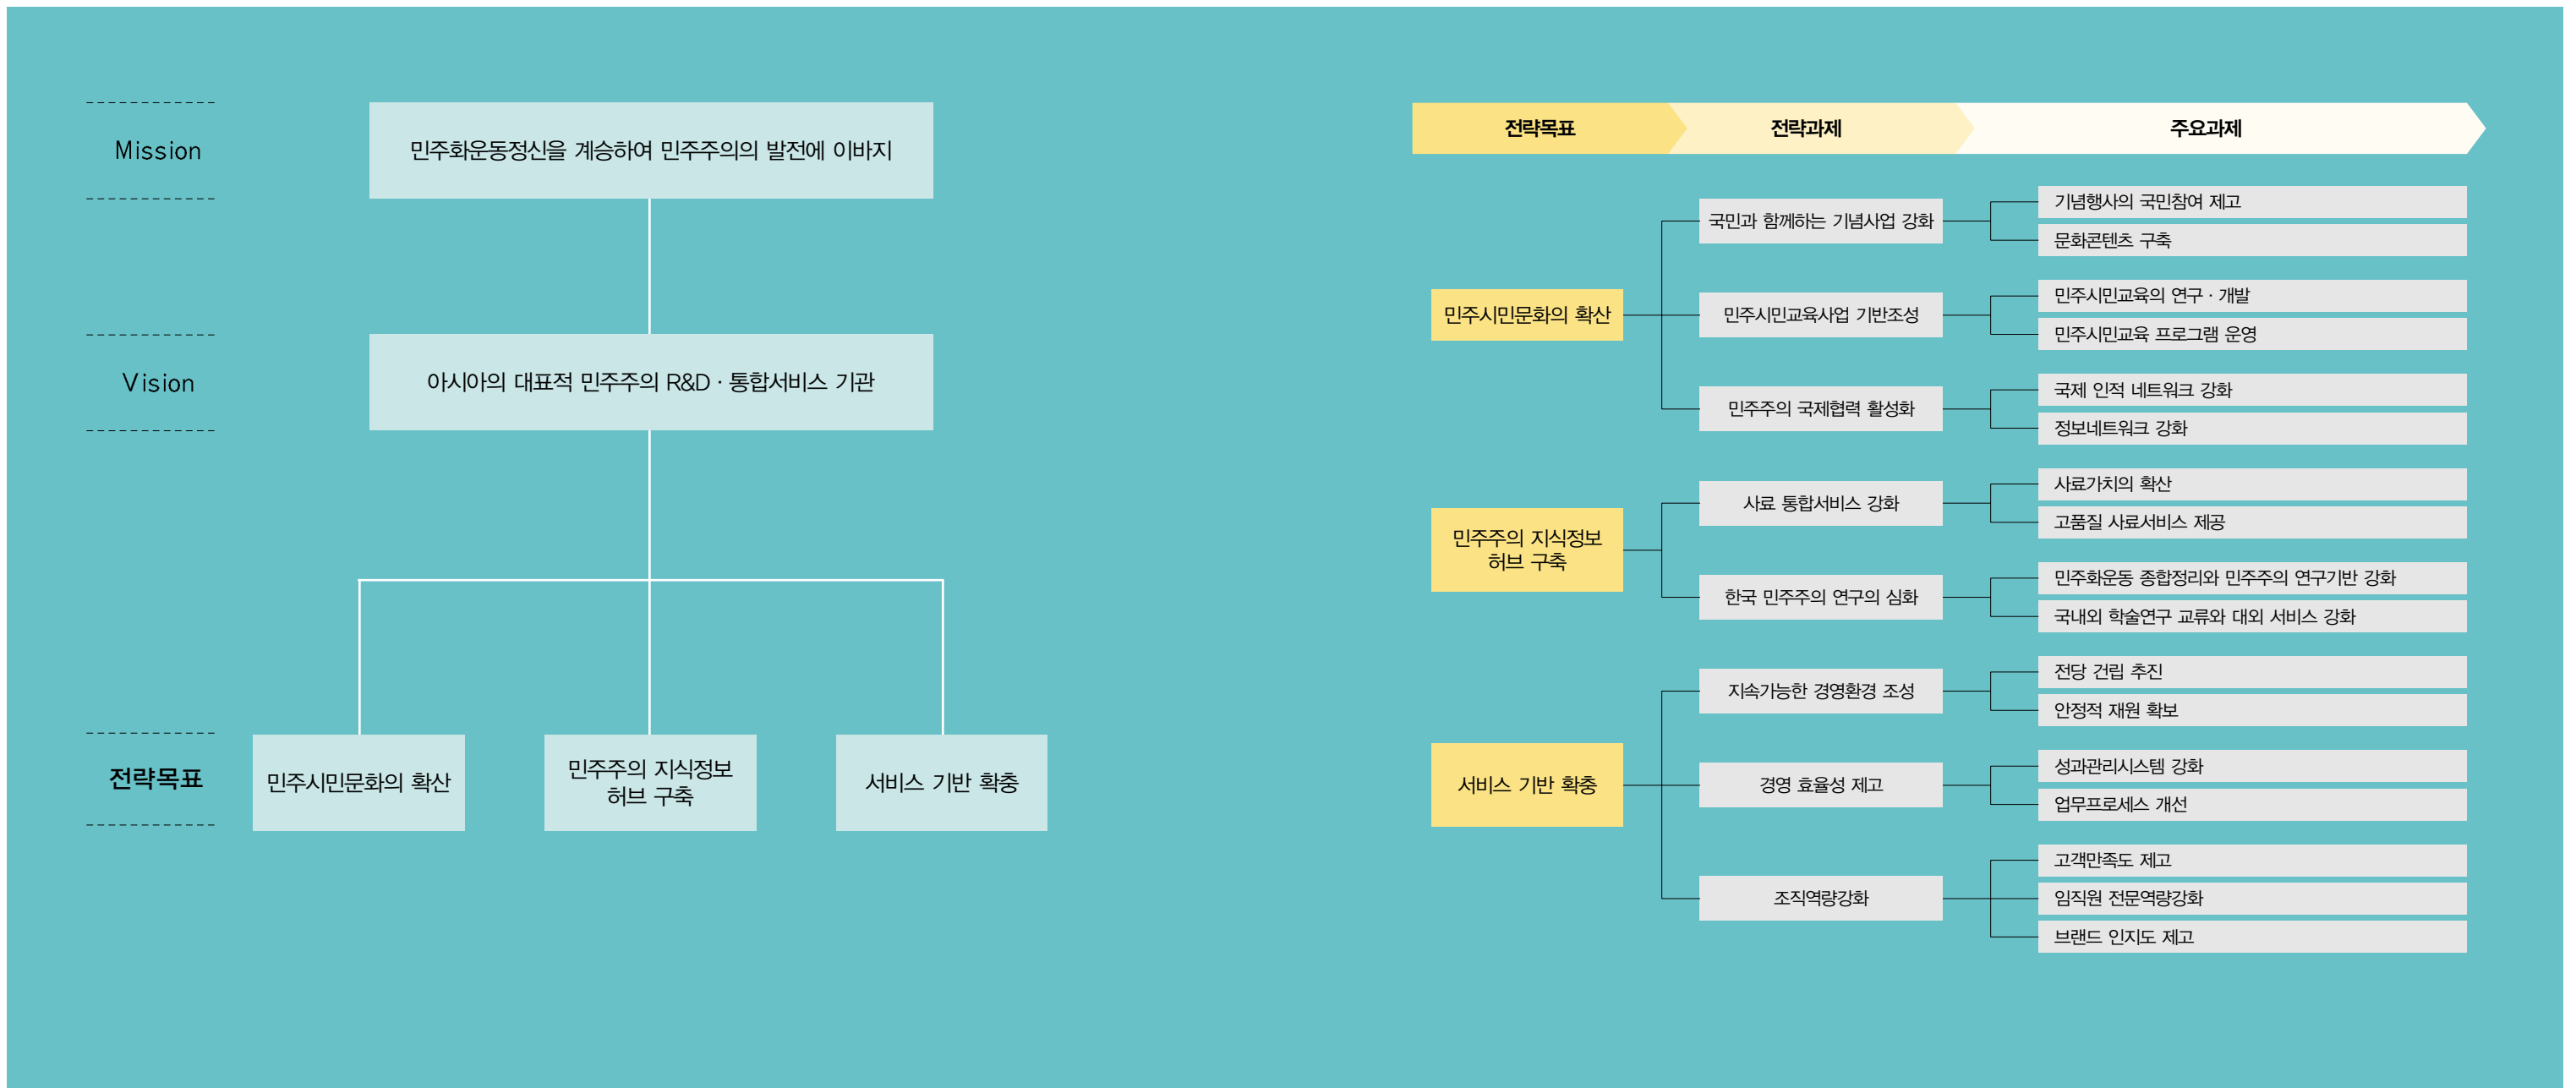 Mission
민주화운동정신을 계승하여 민주주의의 발전에 이바지
Vision
아시아의 대표적 민주주의 R&D · 통합서비스 기관
전략목표
민주시민문화의 확산
민주주의 지식정보
허브 구축
서비스 기반 확충
전략목표
전략과제
주요과제
민주시민문화의 확산
국민과 함께하는 기념사업 강화
기념행사의 국민참여 제고
문화콘텐츠 구축
민주시민교육사업 기반조성
민주시민교육의 연구 · 개발
민주시민교육 프로그램 운영
민주주의 국제협력 활성화
국제 인적 네트워크 강화
정보네트워크 강화
민주주의 지식정보
허브 구축
사료 통합서비스 강화
사료가치의 확산
고품질 사료서비스 제공
한국 민주주의 연구의 심화
민주화운동 종합정리와 민주주의 연구기반 강화
국내외 학술연구 교류와 대외 서비스 강화
서비스 기반 확충
지속가능한 경영환경 조성
전당 건립 추진
안정적 재원 확보
경영 효율성 제고
성과관리시스템 강화
업무프로세스 개선
조직역량강화
고객만족도 제고
임직원 전문역량강화
브랜드 인지도 제고